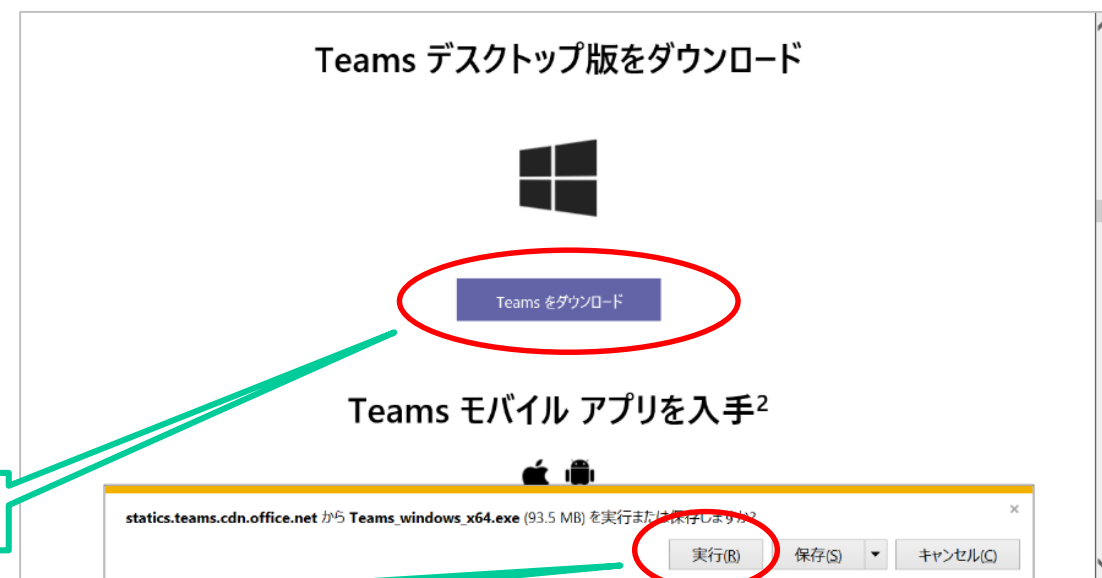 Teams デスクトップ版をダウンロード
Teams をダウンロード
Teams モバイル アプリを入手²
statics.teams.cdn.office.net から Teams_windows_x64.exe (93.5 MB) を実行または保存しますか?
×
実行(R)
保存(S)
キャンセル(C)